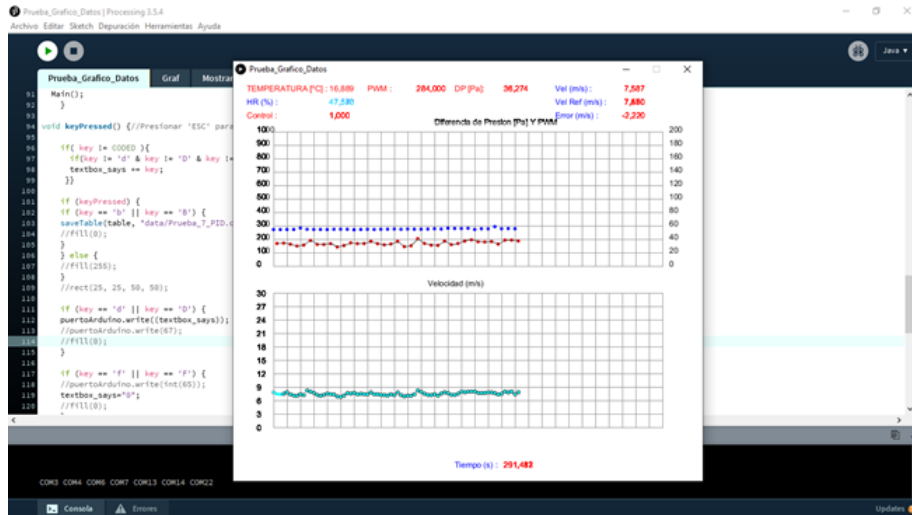 Prueba_Grafico_Datos | Processing 3.5.4
Archivo Editar Sketch Depuración Herramientas Ayuda
Java
Prueba_Grafico_Datos Graf Mostrar
91 Main();
92 }
93
94 void keyPressed() {//Presionar 'ESC' para
95
96 if( key != CODED ){
97 if(key != 'd' & key != 'D' & key !=
98 textbox_says += key;
99 }}
100
101 if (keyPressed) {
102 if (key == 'b' || key == 'B') {
103 saveTable(table, "data/Prueba_7_PID.c
104 //fill(0);
105 }
106 } else {
107 //fill(255);
108 }
109 //rect(25, 25, 50, 50);
110
111 if (key == 'd' || key == 'D') {
112 puertoArduino.write((textbox_says));
113 //puertoArduino.write(67);
114 //fill(0);
115 }
116
117 if (key == 'f' || key == 'F') {
118 //puertoArduino.write(int(65));
119 textbox_says="0";
120 //fill(0);
Prueba_Grafico_Datos
TEMPERATURA [ºC] : 16,889 PWM : 284,000 DP [Pa]: 36,274 Vel (m/s) : 7,587
HR (%) : Vel Ref (m/s) :
Control : 1,000 Error (m/s) : -2,220
Diferencia de Presion [Pa] Y PWM
1000
900
800
700
600
500
400
300
200
100
0
200
180
160
140
120
100
80
60
40
20
0
Velocidad (m/s)
30
27
24
21
18
15
12
9
6
3
0
Tiempo (s) :
COM3 COM4 COM6 COM7 COM13 COM14 COM22
Consola Errores
Updates